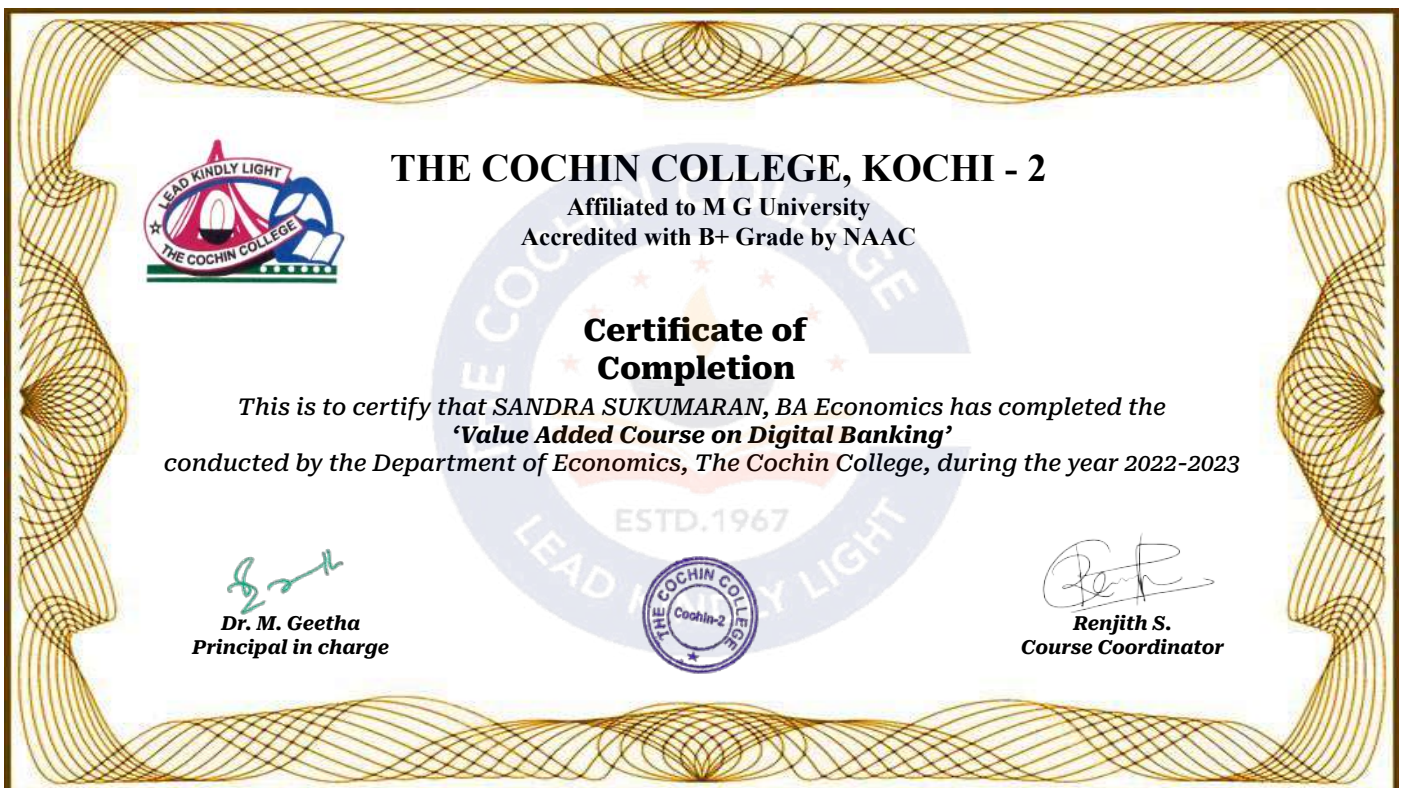 LEAD KINDLY LIGHT
THE COCHIN COLLEGE
THE COCHIN COLLEGE, KOCHI - 2
Affiliated to M G University
Accredited with B+ Grade by NAAC
THE COCHIN COLLEGE
Certificate of
Completion
This is to certify that SANDRA SUKUMARAN, BA Economics has completed the
‘Value Added Course on Digital Banking’
conducted by the Department of Economics, The Cochin College, during the year 2022-2023
ESTD.1967
LEAD KINDLY LIGHT
Dr. M. Geetha
Principal in charge
THE COCHIN COLLEGE
Cochin-2
Renjith S.
Course Coordinator